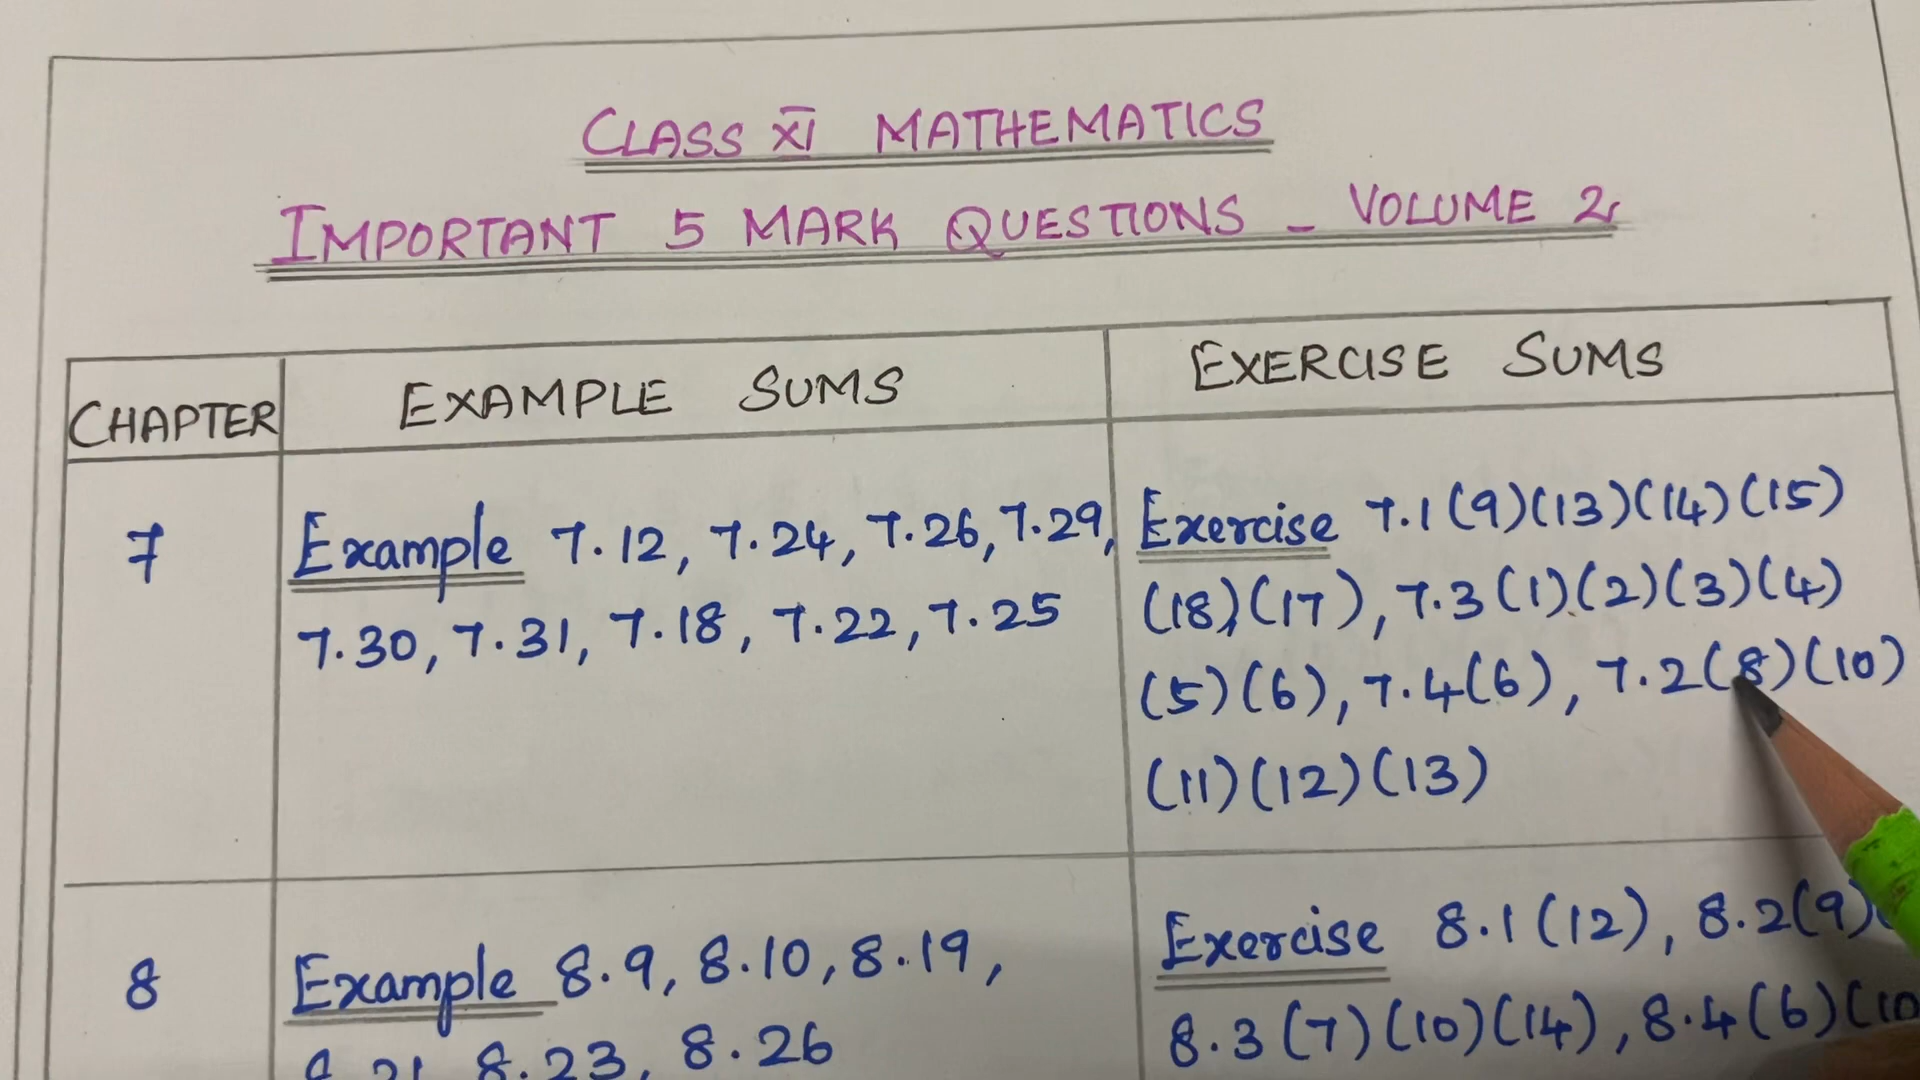 CLASS XI MATHEMATICS
IMPORTANT 5 MARK QUESTIONS - VOLUME 2
CHAPTER
EXAMPLE SUMS
EXERCISE SUMS
7
Example 7.12, 7.24, 7.26, 7.29,
7.30, 7.31, 7.18, 7.22, 7.25
Exercise 7.1(9)(13)(14)(15)
(18)(17), 7.3(1)(2)(3)(4)
(5)(6), 7.4(6), 7.2(8)(10)
(11)(12)(13)
8
Example 8.9, 8.10, 8.19,
8.23, 8.26
Exercise 8.1(12), 8.2(9)
8.3(7)(10)(14), 8.4(6)(10